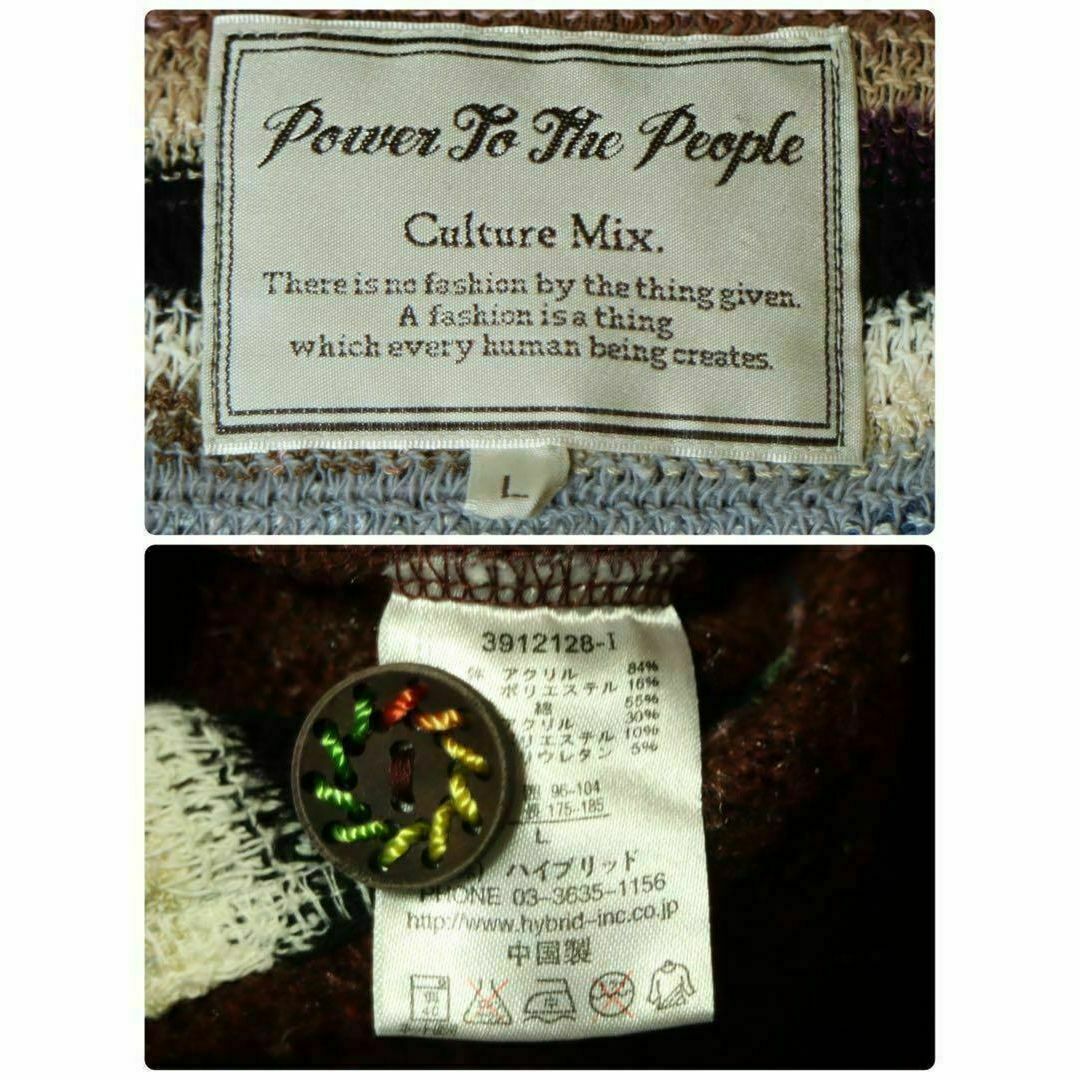 Power To The People
Culture Mix.
There is no fashion by the thing given.
A fashion is a thing
which every human being creates.
L
3912128-I
アクリル 84%
ポリエステル 16%
綿 55%
アクリル 30%
リエステル 10%
ウレタン 5%
96-104
175-185
L
ハイブリッド
PHONE 03-3635-1156
http://www.hybrid-inc.co.jp
中国製
中